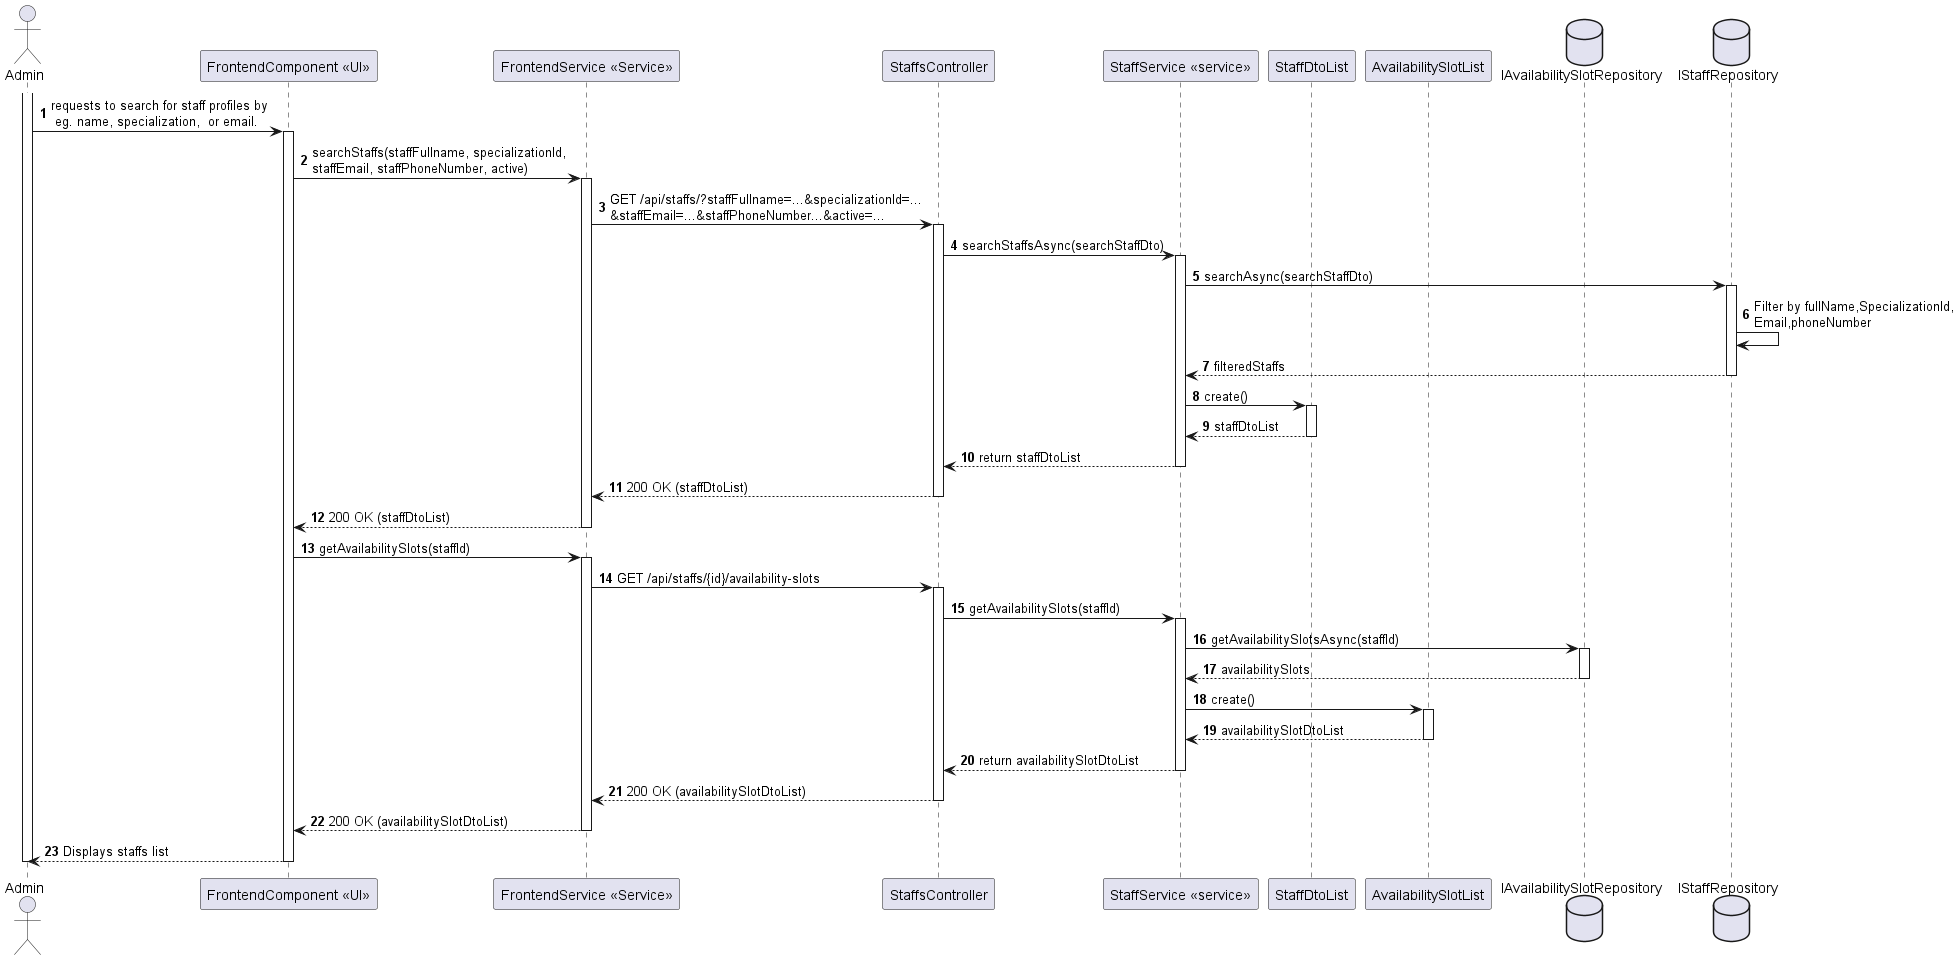 Admin
FrontendComponent «UI»
FrontendService «Service»
StaffsController
StaffService «service»
StaffDtoList
AvailabilitySlotList
IAvailabilitySlotRepository
IStaffRepository
1 requests to search for staff profiles by
eg. name, specialization,  or email.
2 searchStaffs(staffFullname, specializationId,
staffEmail, staffPhoneNumber, active)
3 GET /api/staffs/?staffFullname=...&specializationId=...
&staffEmail=...&staffPhoneNumber...&active=...
4 searchStaffsAsync(searchStaffDto)
5 searchAsync(searchStaffDto)
6 Filter by fullName,SpecializationId,
Email,phoneNumber
7 filteredStaffs
8 create()
9 staffDtoList
10 return staffDtoList
11 200 OK (staffDtoList)
12 200 OK (staffDtoList)
13 getAvailabilitySlots(staffId)
14 GET /api/staffs/{id}/availability-slots
15 getAvailabilitySlots(staffId)
16 getAvailabilitySlotsAsync(staffId)
17 availabilitySlots
18 create()
19 availabilitySlotDtoList
20 return availabilitySlotDtoList
21 200 OK (availabilitySlotDtoList)
22 200 OK (availabilitySlotDtoList)
23 Displays staffs list
Admin
FrontendComponent «UI»
FrontendService «Service»
StaffsController
StaffService «service»
StaffDtoList
AvailabilitySlotList
IAvailabilitySlotRepository
IStaffRepository